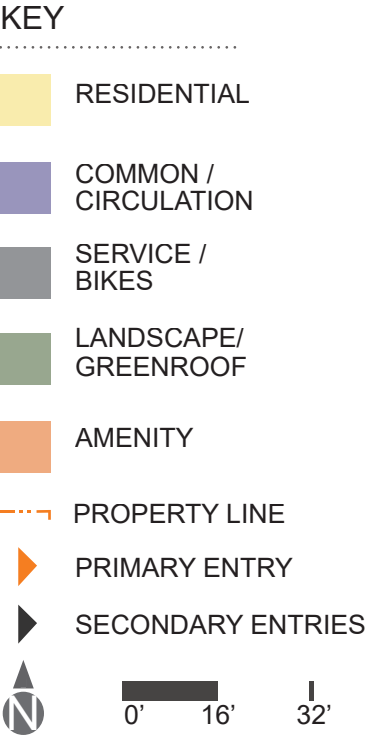 KEY
RESIDENTIAL
COMMON /
CIRCULATION
SERVICE /
BIKES
LANDSCAPE/
GREENROOF
AMENITY
PROPERTY LINE
PRIMARY ENTRY
SECONDARY ENTRIES
N
0’ 16’ 32’